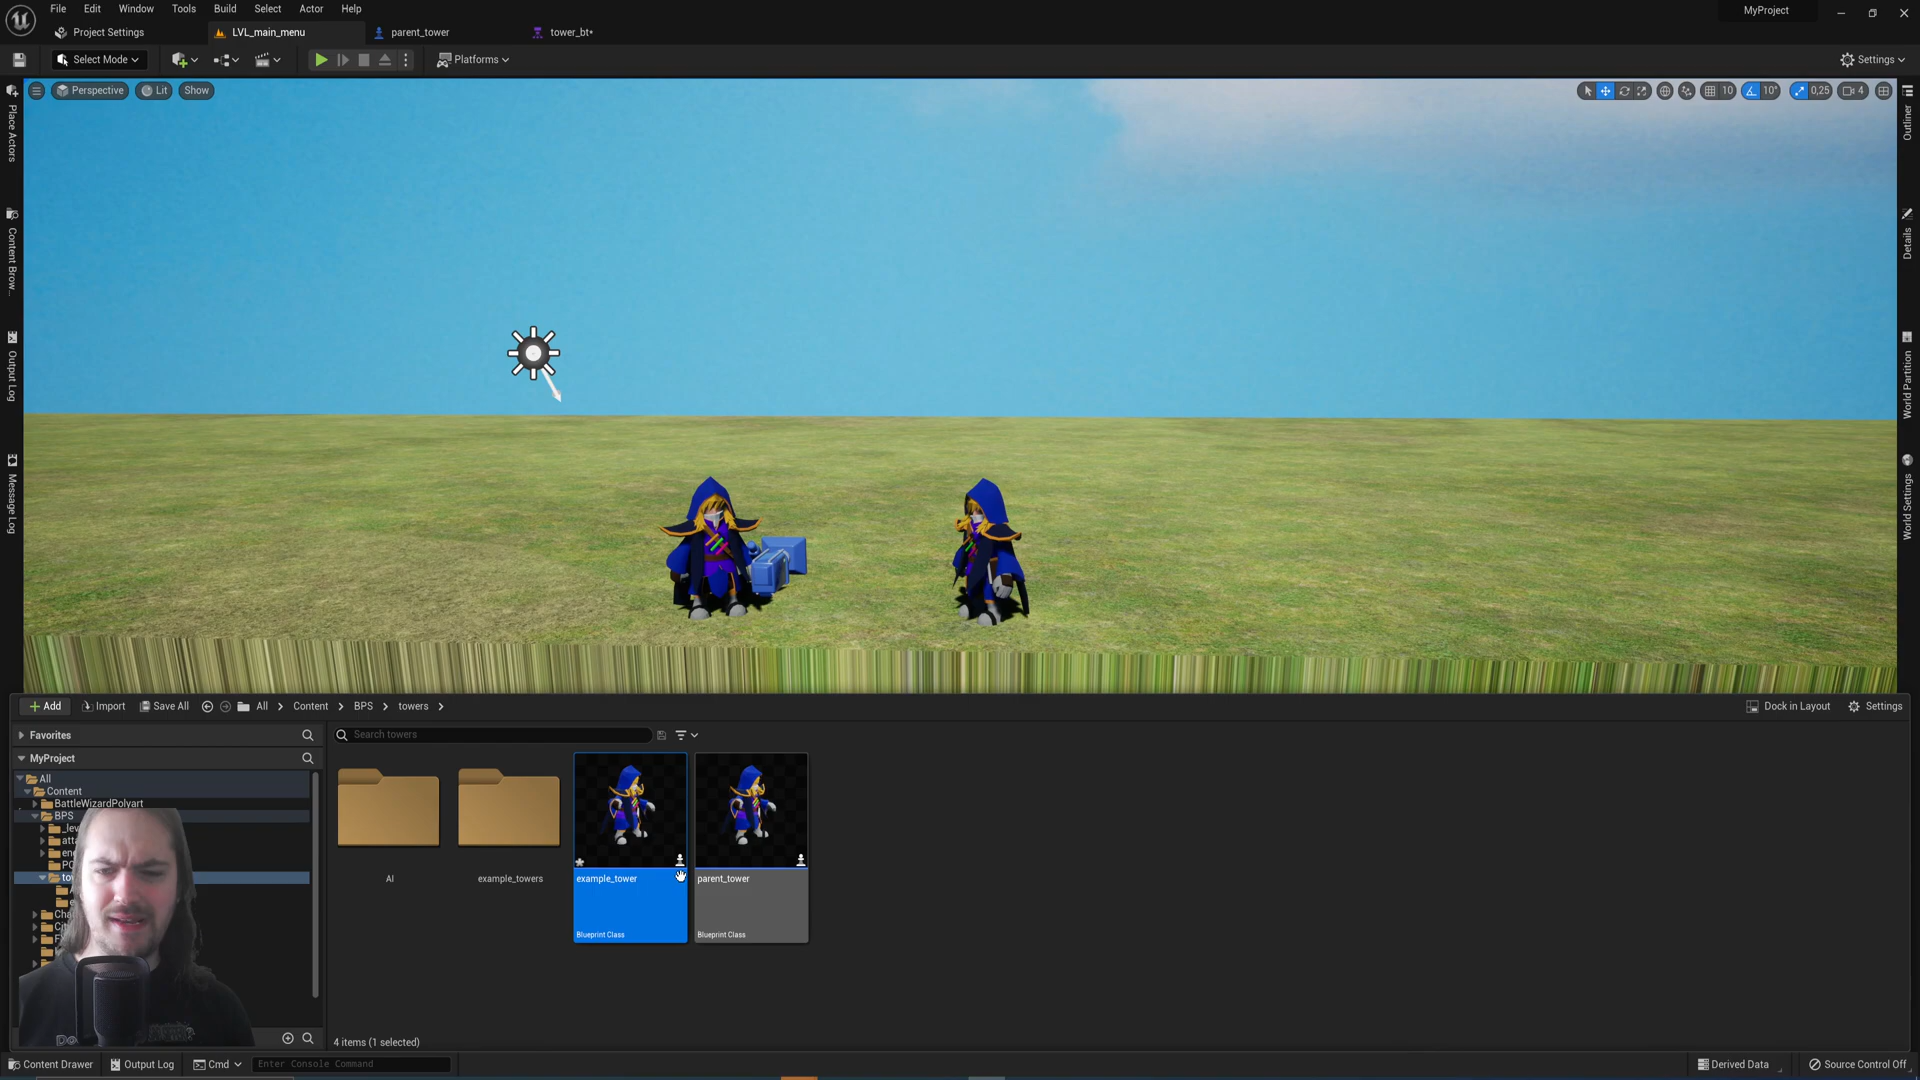 File Edit Window Tools Build Select Actor Help
MyProject
Project Settings LVL_main_menu parent_tower tower_bt*
Select Mode Platforms Settings
Perspective Lit Show 10 10° 0,25 4
Place Actors
Content Brow...
Output Log
Message Log
Outliner
Details
World Partition
World Settings
Add Import Save All All Content BPS towers Dock in Layout Settings
Favorites
Search towers
MyProject
All
Content
BattleWizardPolyart
BPS
AI
example_towers
example_tower
Blueprint Class
parent_tower
Blueprint Class
4 items (1 selected)
Content Drawer Output Log Cmd Enter Console Command Derived Data Source Control Off